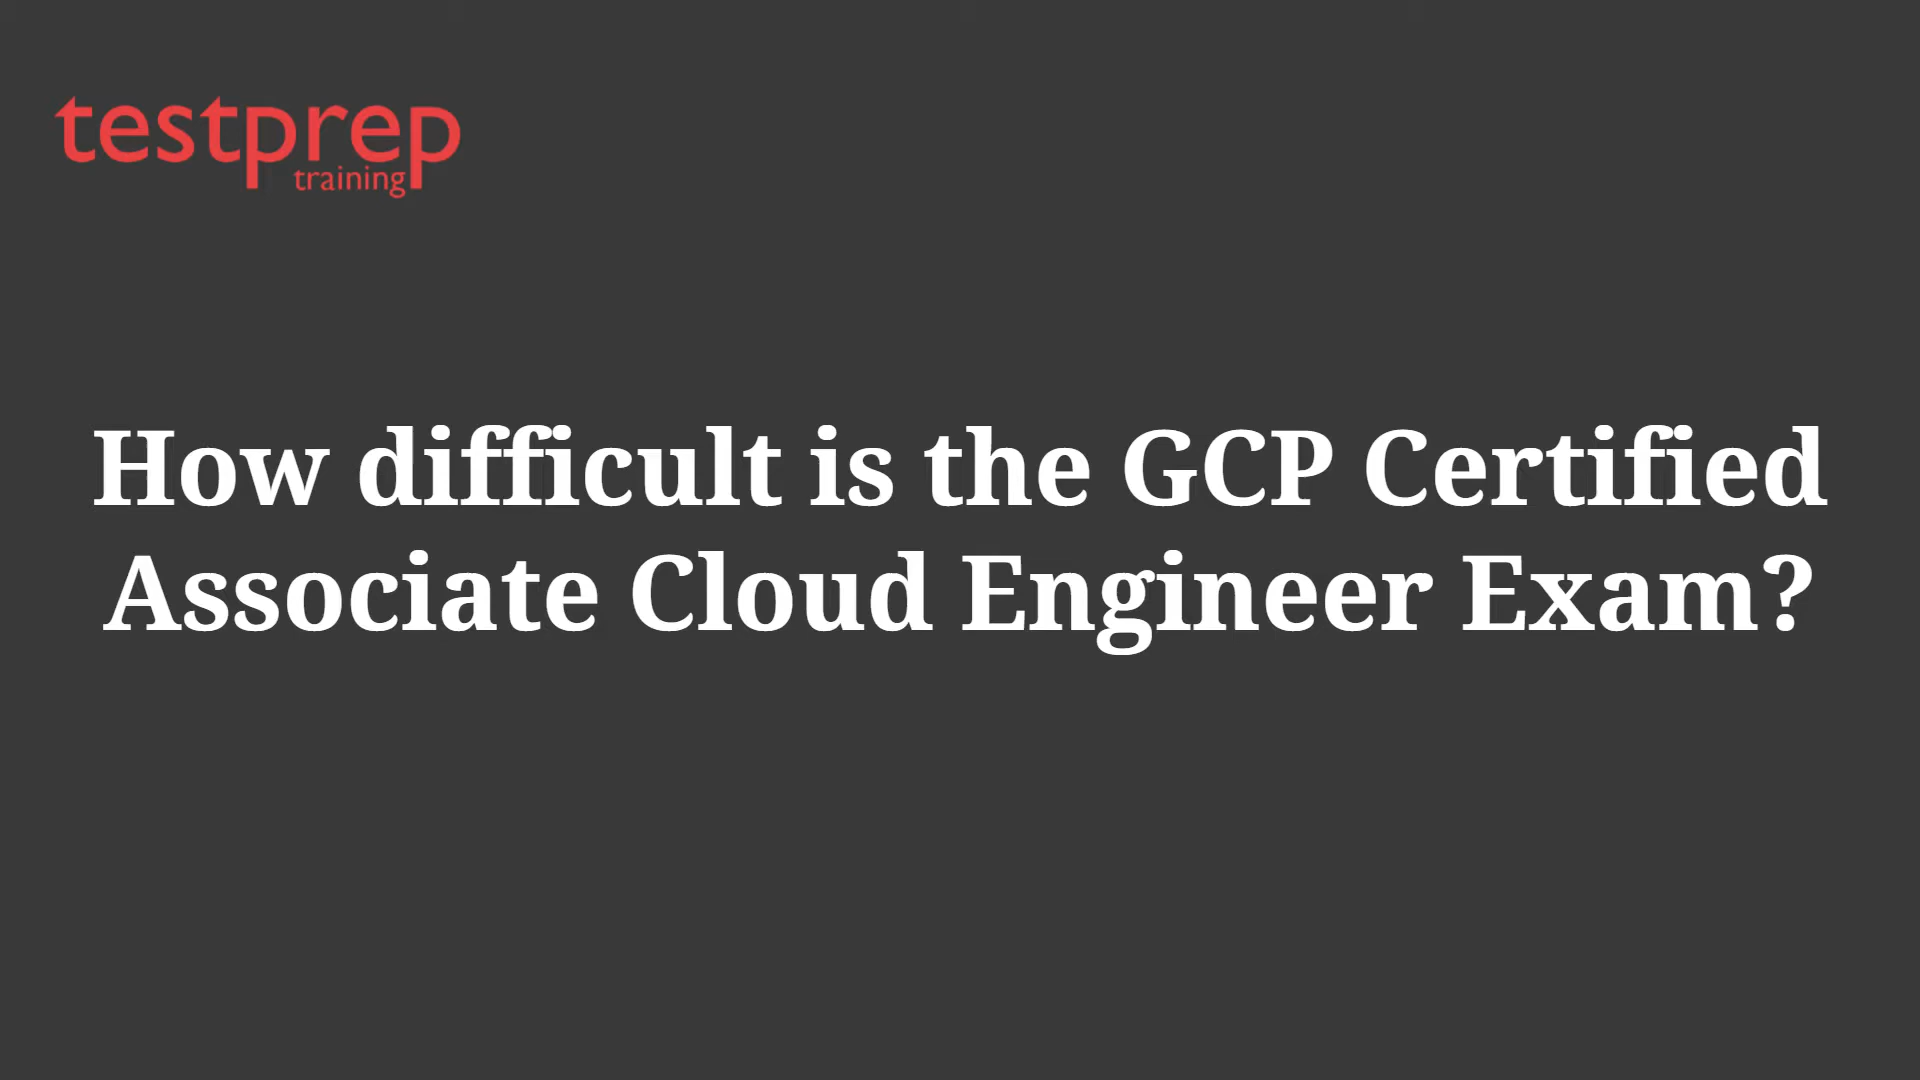 testprep
training
How difficult is the GCP Certified
Associate Cloud Engineer Exam?